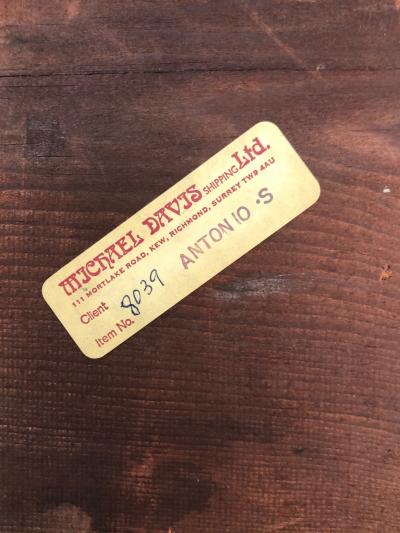 MICHAEL DAVIS SHIPPING Ltd.
111 MORTLAKE ROAD, KEW, RICHMOND, SURREY TW9 4AU
Client ANTONIO·S
Item No. 8039